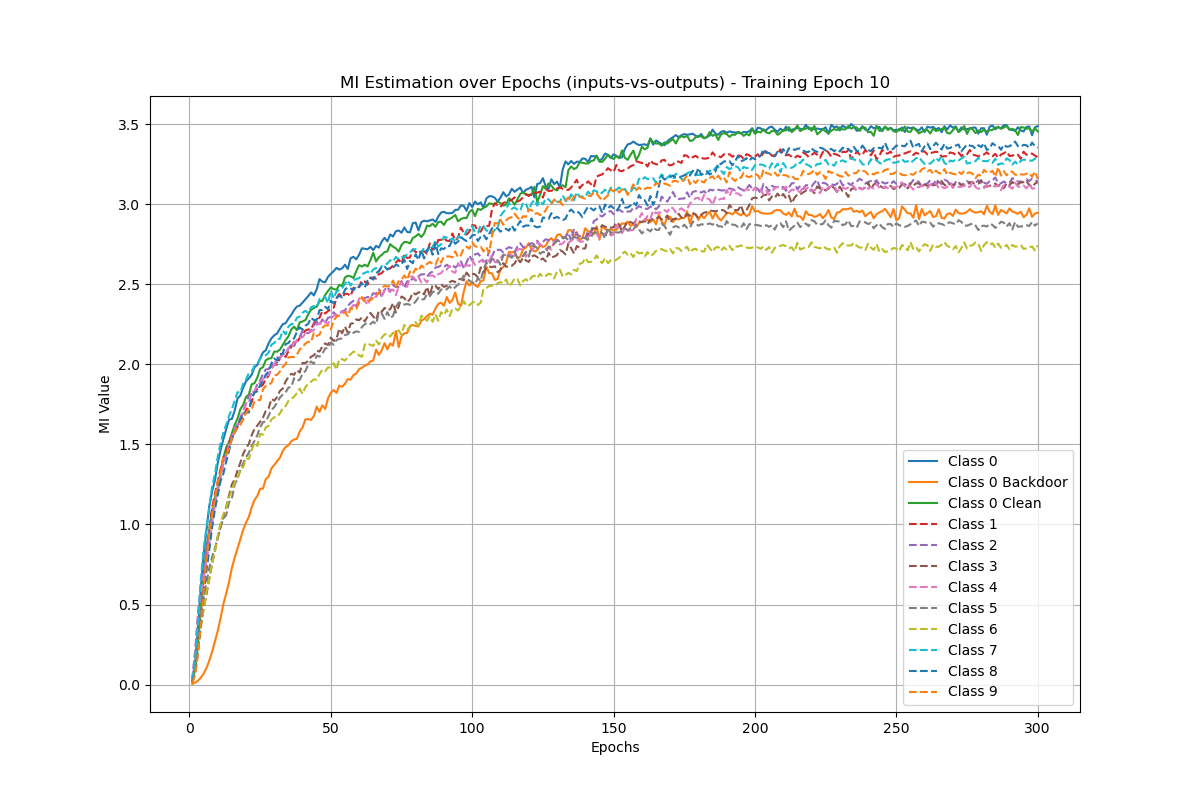 MI Estimation over Epochs (inputs-vs-outputs) - Training Epoch 10
MI Value
3.5
3.0
2.5
2.0
1.5
1.0
0.5
0.0
0 50 100 150 200 250 300
Epochs
Class 0
Class 0 Backdoor
Class 0 Clean
Class 1
Class 2
Class 3
Class 4
Class 5
Class 6
Class 7
Class 8
Class 9